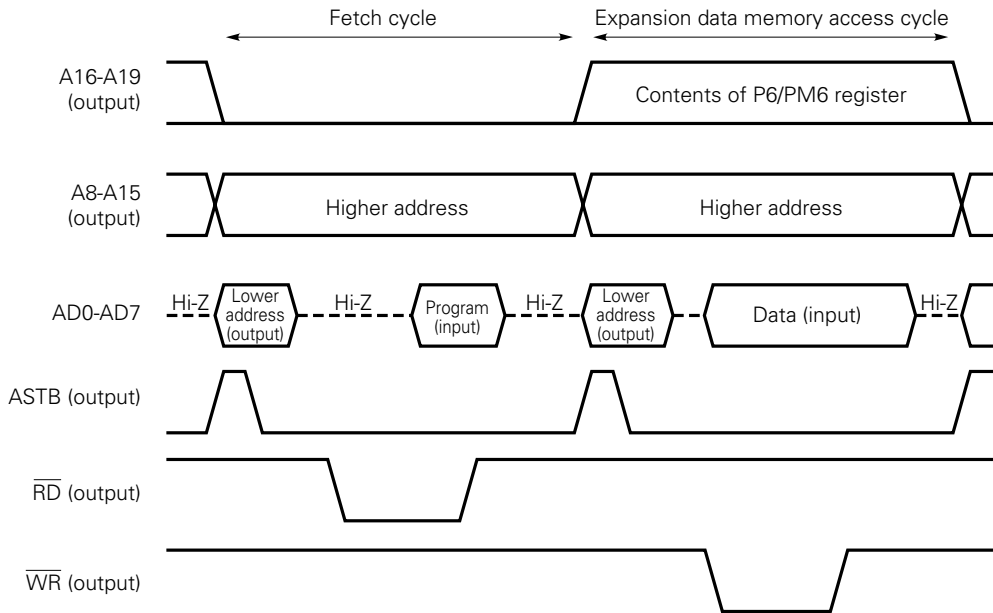 Fetch cycle
Expansion data memory access cycle
A16-A19
(output)
Contents of P6/PM6 register
A8-A15
(output)
Higher address
Higher address
AD0-AD7
Hi-Z
Lower
address
(output)
Hi-Z
Program
(input)
Hi-Z
Lower
address
(output)
Data (input)
Hi-Z
ASTB (output)
RD (output)
WR (output)